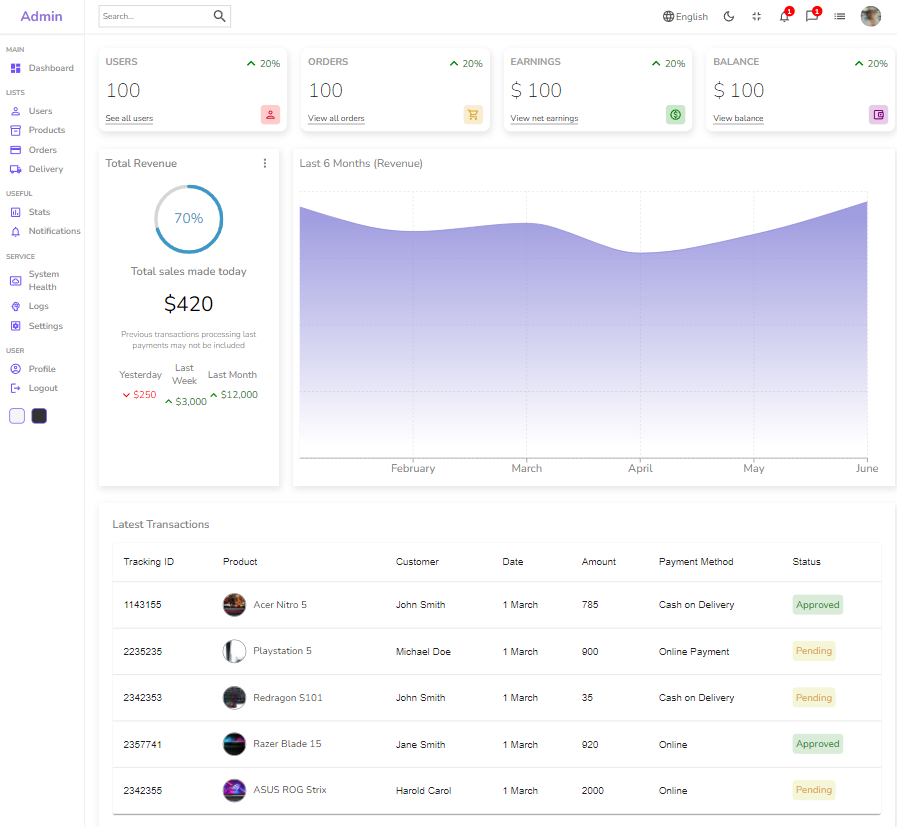 Admin
Search...
English
1
1
MAIN
Dashboard
LISTS
Users
Products
Orders
Delivery
USEFUL
Stats
Notifications
SERVICE
System
Health
Logs
Settings
USER
Profile
Logout
USERS 20%
100
See all users
ORDERS 20%
100
View all orders
EARNINGS 20%
$ 100
View net earnings
BALANCE 20%
$ 100
View balance
Total Revenue
70%
Total sales made today
$420
Previous transactions processing last
payments may not be included
Yesterday
$250
Last
Week
$3,000
Last Month
$12,000
Last 6 Months (Revenue)
February March April May June
Latest Transactions
Tracking ID Product Customer Date Amount Payment Method Status
1143155 Acer Nitro 5 John Smith 1 March 785 Cash on Delivery Approved
2235235 Playstation 5 Michael Doe 1 March 900 Online Payment Pending
2342353 Redragon S101 John Smith 1 March 35 Cash on Delivery Pending
2357741 Razer Blade 15 Jane Smith 1 March 920 Online Approved
2342355 ASUS ROG Strix Harold Carol 1 March 2000 Online Pending